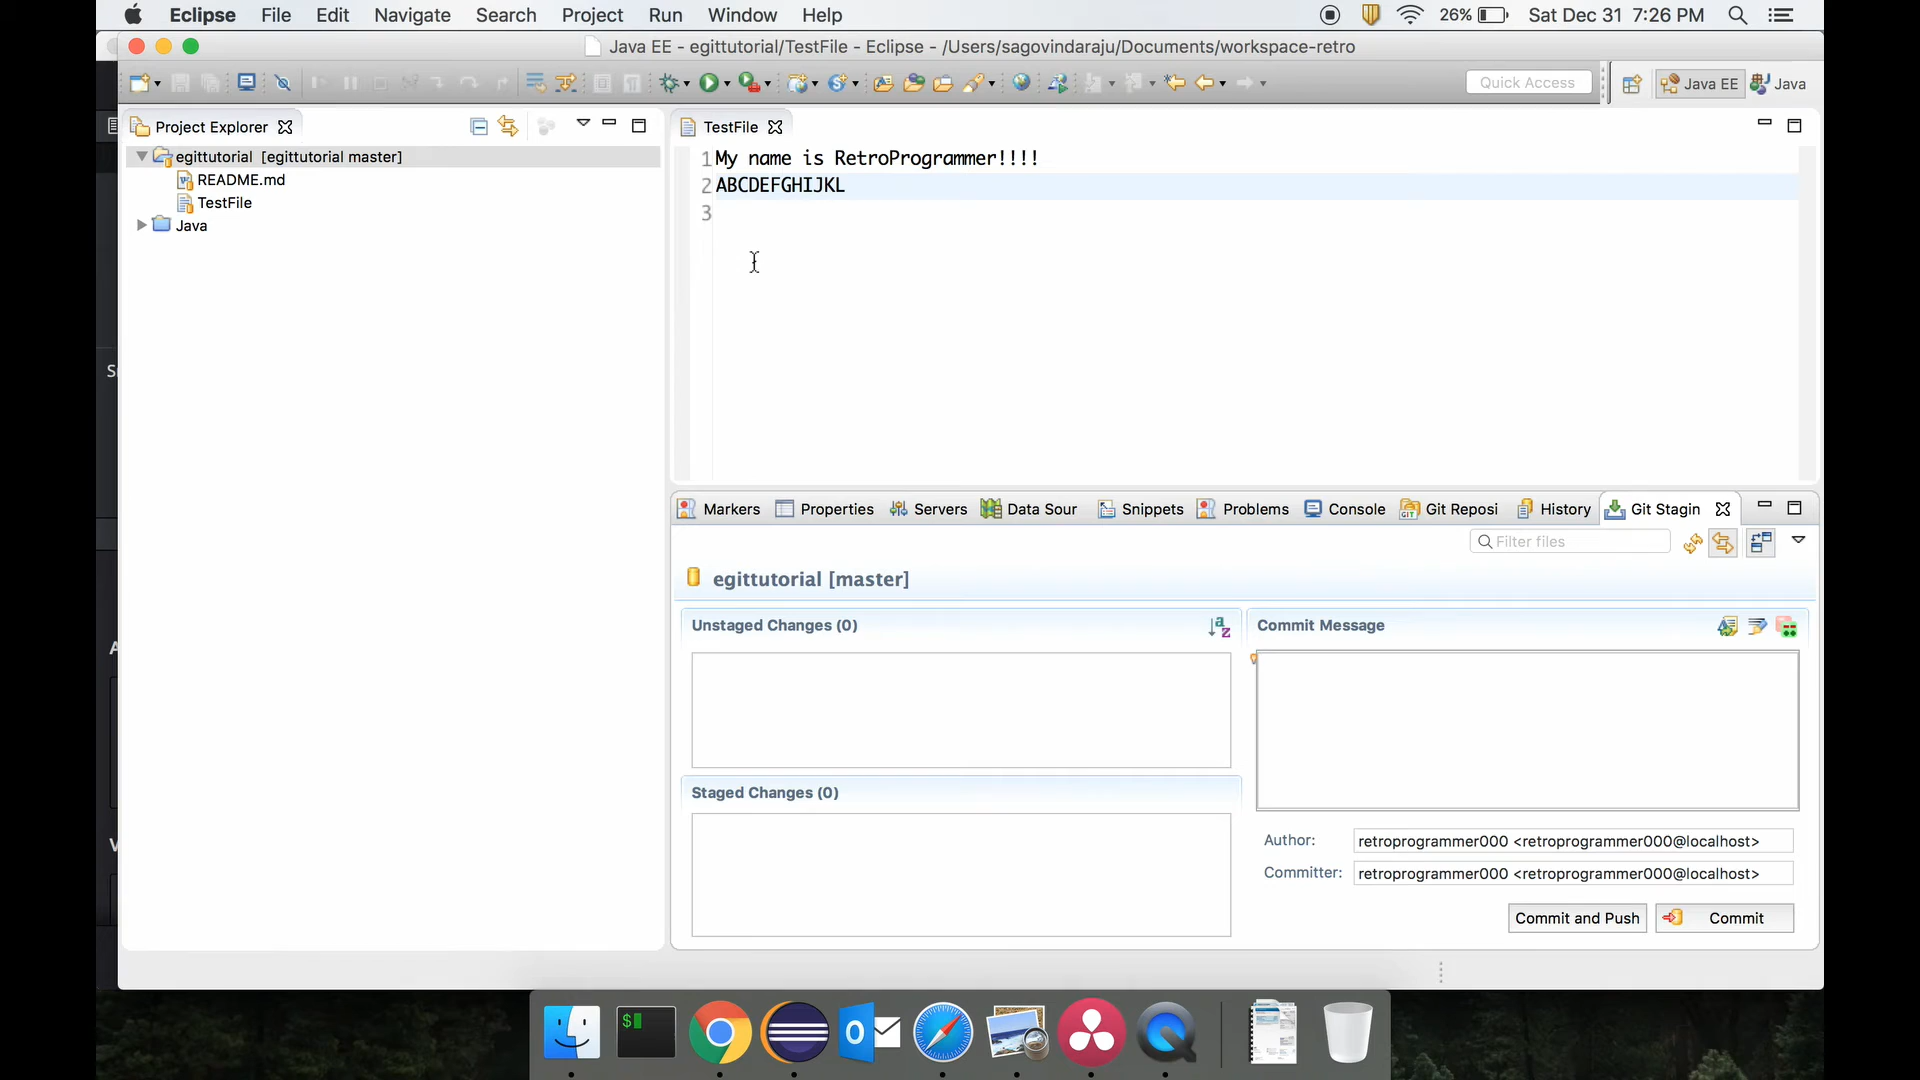 Eclipse File Edit Navigate Search Project Run Window Help 26% Sat Dec 31 7:26 PM
Java EE - egittutorial/TestFile - Eclipse - /Users/sagovindaraju/Documents/workspace-retro
Quick Access Java EE Java
Project Explorer
TestFile
egittutorial [egittutorial master]
README.md
TestFile
Java
1 My name is RetroProgrammer!!!!
2 ABCDEFGHIJKL
3
Markers Properties Servers Data Sour Snippets Problems Console Git Reposi History Git Stagin
Filter files
egittutorial [master]
Unstaged Changes (0)
Commit Message
Staged Changes (0)
Author: retroprogrammer000 <retroprogrammer000@localhost>
Committer: retroprogrammer000 <retroprogrammer000@localhost>
Commit and Push Commit